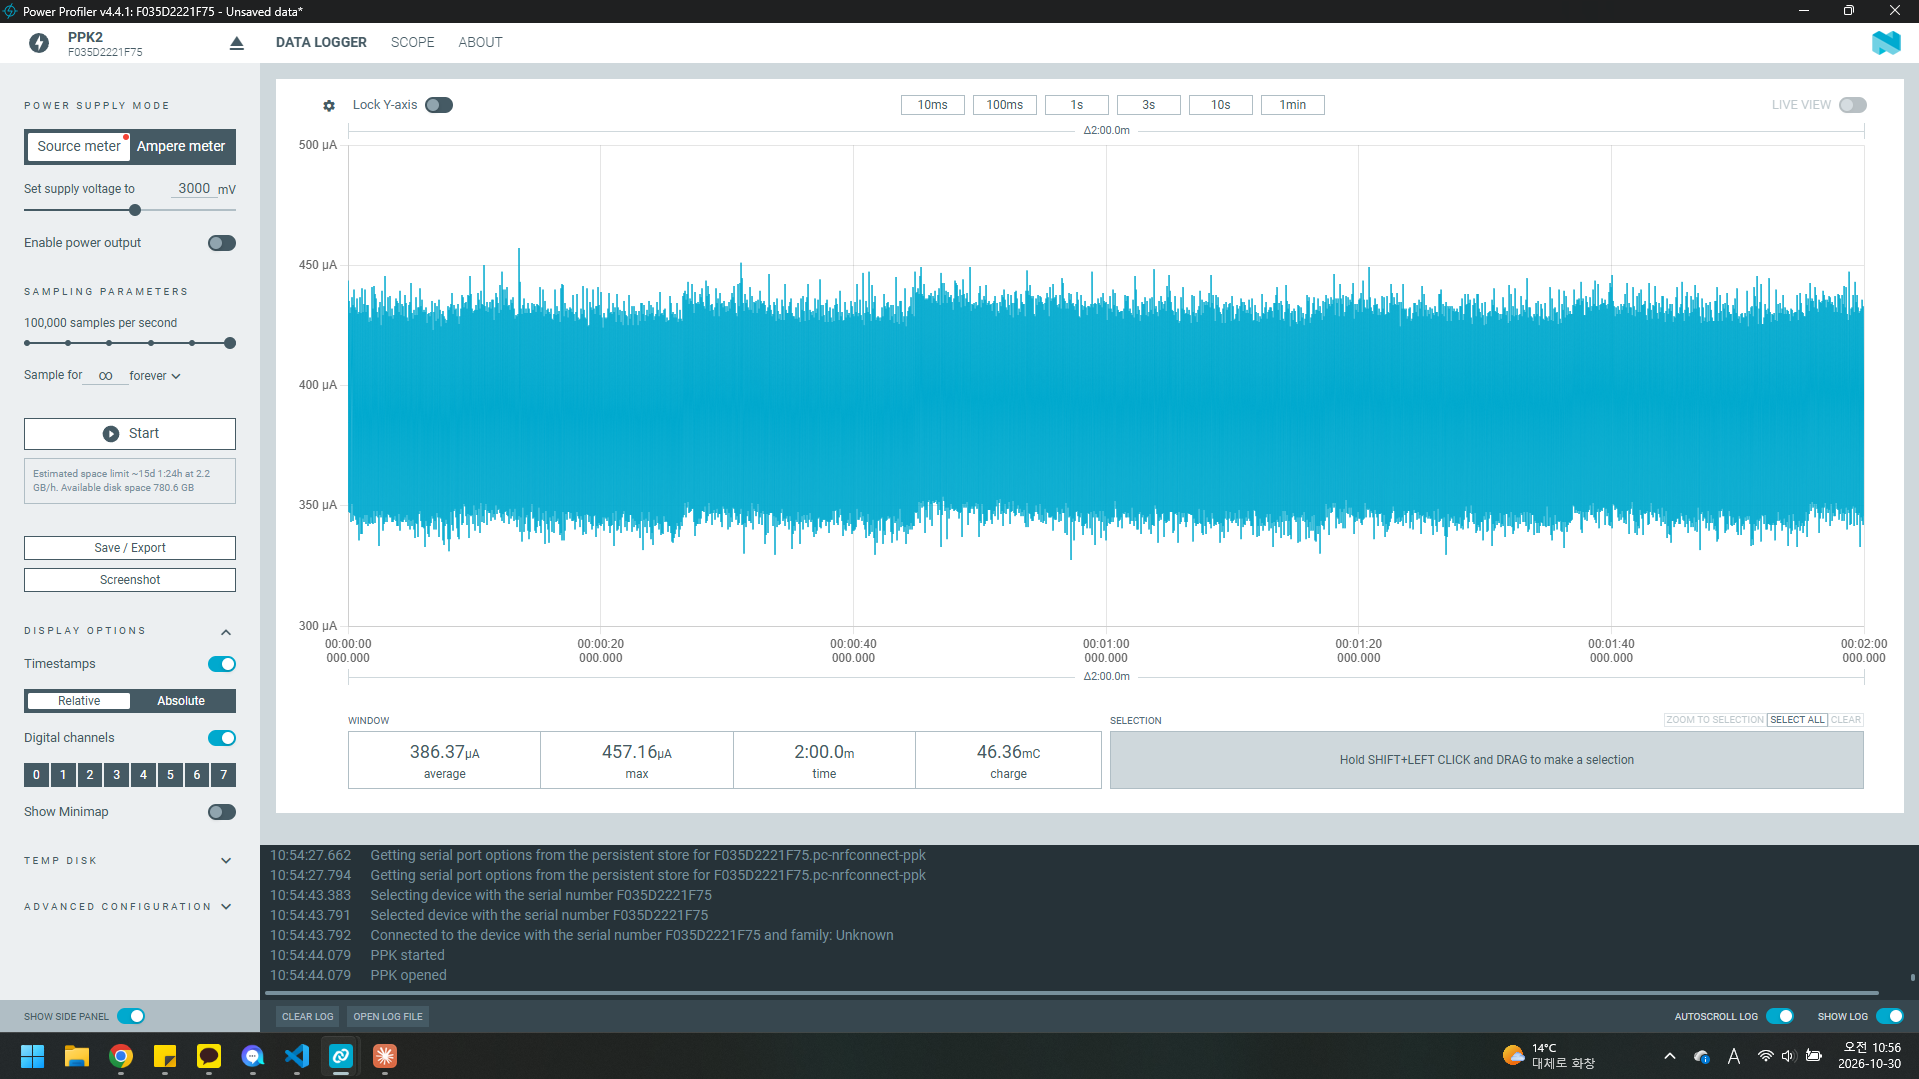 Power Profiler v4.4.1: F035D2221F75 - Unsaved data*
PPK2
F035D2221F75
DATA LOGGER SCOPE ABOUT
POWER SUPPLY MODE
Source meter Ampere meter
Set supply voltage to 3000 mV
Enable power output
SAMPLING PARAMETERS
100,000 samples per second
Sample for ∞ forever
Start
Estimated space limit ~15d 1:24h at 2.2
GB/h. Available disk space 780.6 GB
Save / Export
Screenshot
DISPLAY OPTIONS
Timestamps
Relative Absolute
Digital channels
0 1 2 3 4 5 6 7
Show Minimap
TEMP DISK
ADVANCED CONFIGURATION
SHOW SIDE PANEL
Lock Y-axis
10ms 100ms 1s 3s 10s 1min
LIVE VIEW
Δ2:00.0m
500 µA
450 µA
400 µA
350 µA
300 µA
00:00:00 00:00:20 00:00:40 00:01:00 00:01:20 00:01:40 00:02:00
000.000 000.000 000.000 000.000 000.000 000.000 000.000
Δ2:00.0m
WINDOW
386.37µA 457.16µA 2:00.0m 46.36mC
average max time charge
SELECTION
ZOOM TO SELECTION SELECT ALL CLEAR
Hold SHIFT+LEFT CLICK and DRAG to make a selection
10:54:27.662 Getting serial port options from the persistent store for F035D2221F75.pc-nrfconnect-ppk
10:54:27.794 Getting serial port options from the persistent store for F035D2221F75.pc-nrfconnect-ppk
10:54:43.383 Selecting device with the serial number F035D2221F75
10:54:43.791 Selected device with the serial number F035D2221F75
10:54:43.792 Connected to the device with the serial number F035D2221F75 and family: Unknown
10:54:44.079 PPK started
10:54:44.079 PPK opened
CLEAR LOG OPEN LOG FILE
AUTOSCROLL LOG SHOW LOG
14°C
대체로 화창
A
오전 10:56
2026-10-30